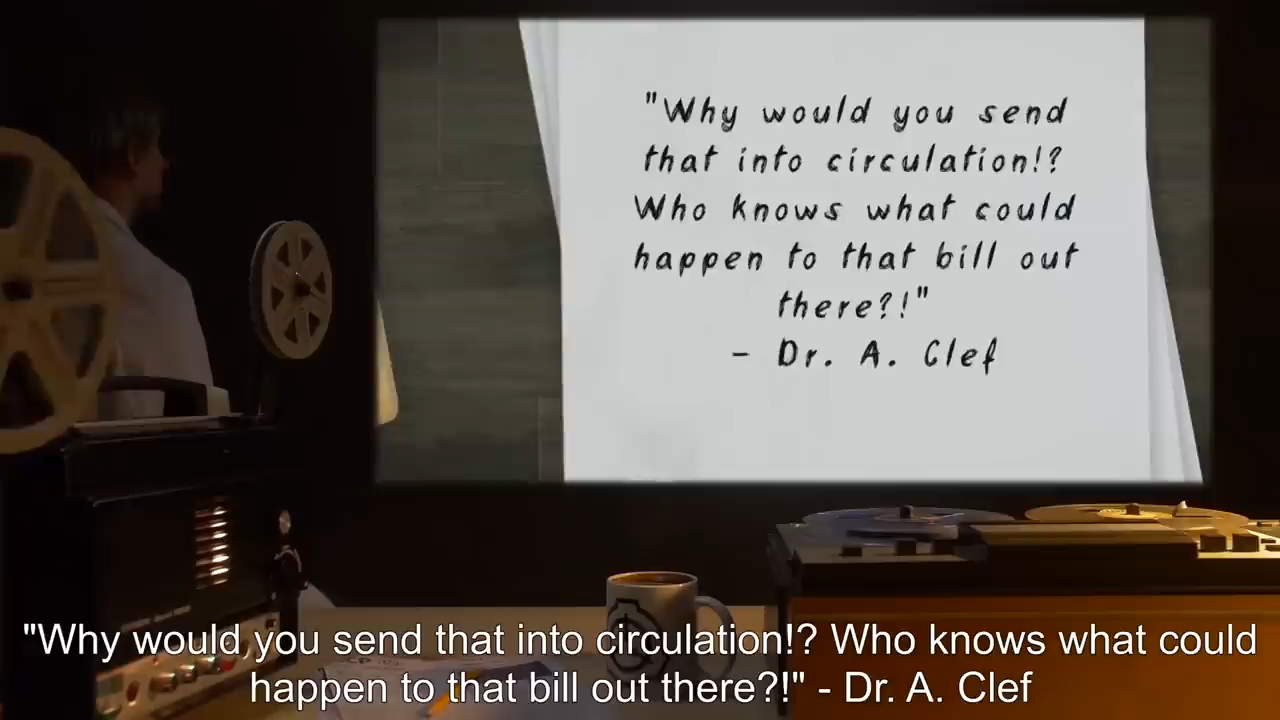 "Why would you send
that into circulation!?
Who knows what could
happen to that bill out
there?!"
- Dr. A. Clef
"Why would you send that into circulation!? Who knows what could
happen to that bill out there?!" - Dr. A. Clef